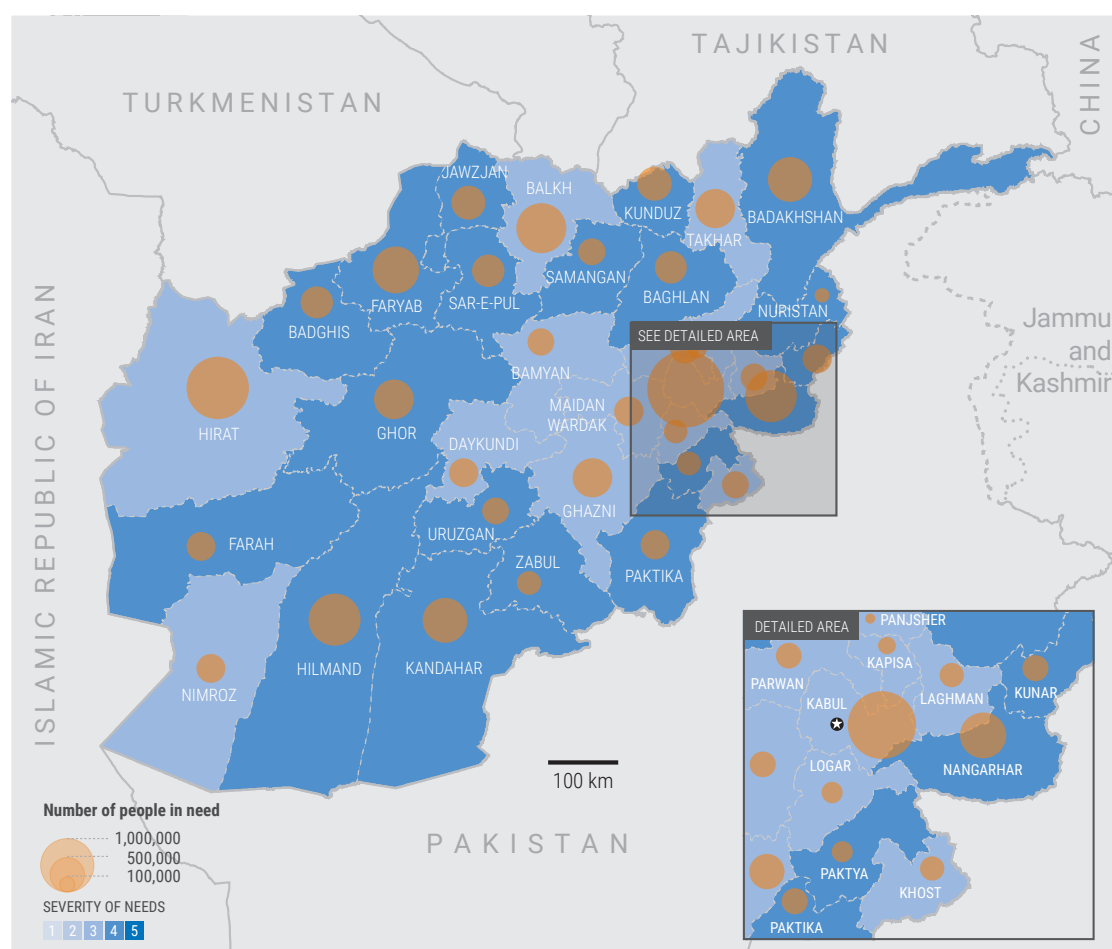 TAJIKISTAN
CHINA
TURKMENISTAN
JAWZJAN
BALKH
KUNDUZ
TAKHAR
BADAKHSHAN
FARYAB
SAR-E-PUL
SAMANGAN
BAGHLAN
BADGHIS
NURISTAN
Jammu
and
Kashmir
SEE DETAILED AREA
BAMYAN
MAIDAN
WARDAK
HIRAT
GHOR
DAYKUNDI
GHAZNI
ISLAMIC REPUBLIC OF IRAN
FARAH
URUZGAN
ZABUL
PAKTIKA
NIMROZ
HILMAND
KANDAHAR
100 km
PAKISTAN
DETAILED AREA
PANJSHER
KAPISA
PARWAN
LAGHMAN
KUNAR
KABUL
LOGAR
NANGARHAR
PAKTYA
KHOST
PAKTIKA
Number of people in need
1,000,000
500,000
100,000
SEVERITY OF NEEDS
1 2 3 4 5